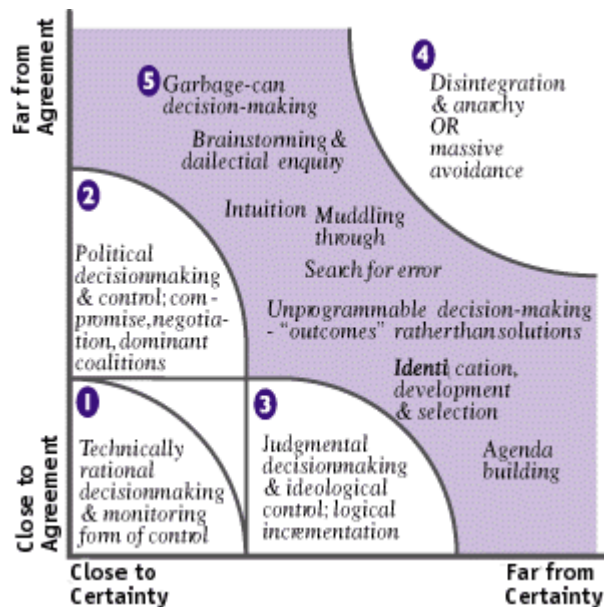 Far from
Agreement
5
Garbage-can
decision-making
4
Disintegration
& anarchy
OR
massive
avoidance
Brainstorming &
dailectial enquiry
2
Intuition
Muddling
through
Search for error
Political
decisionmaking
& control; com-
promise, negotia-
tion, dominant
coalitions
Unprogrammable decision-making
- "outcomes" ratherthan solutions
Identi cation,
development
& selection
1
Technically
rational
decisionmaking
& monitoring
form of control
3
Judgmental
decisionmaking
& ideological
control; logical
incrementation
Agenda
building
Close to
Agreement
Close to
Certainty
Far from
Certainty